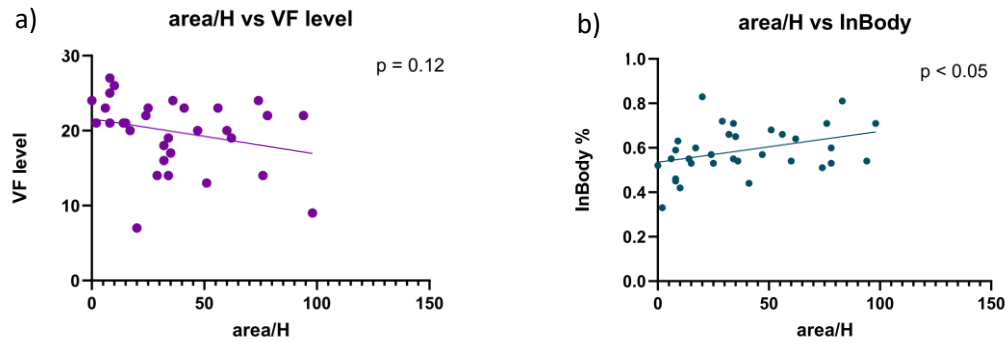 a)
area/H vs VF level
p = 0.12
VF level
30
20
10
0
0
50
100
150
area/H
b)
area/H vs InBody
p < 0.05
InBody %
1.0
0.8
0.6
0.4
0.2
0.0
0
50
100
150
area/H